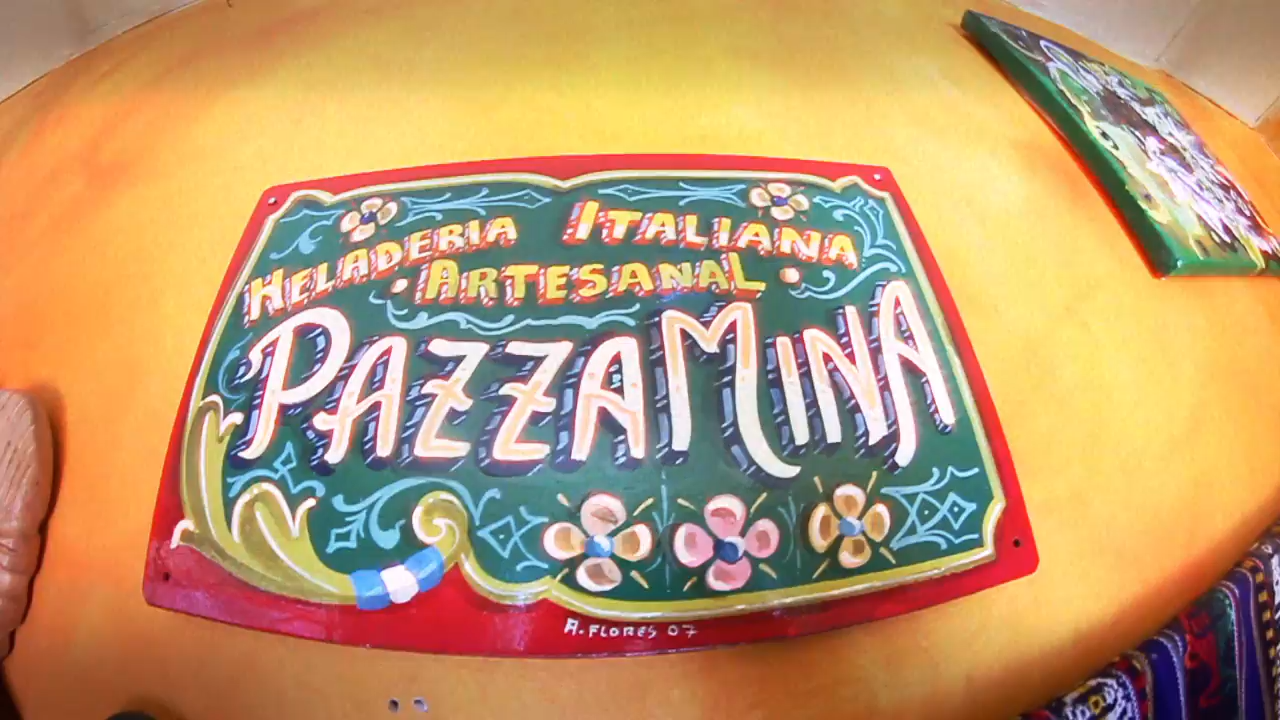 HELADERIA ITALIANA
• ARTESANAL •
PAZZAMINA
A. FLORES 07